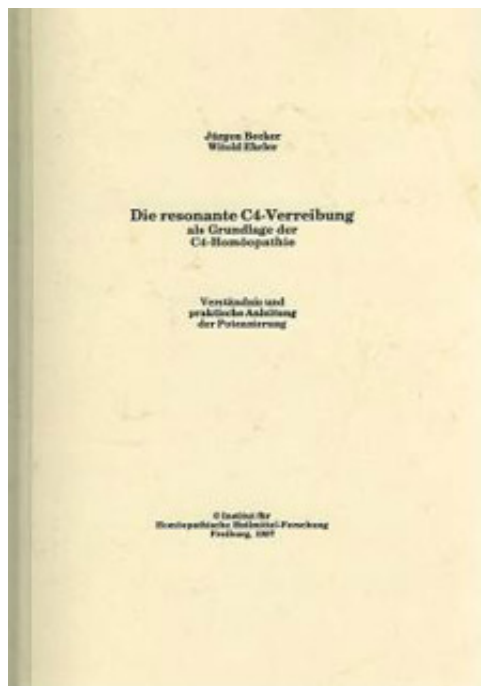 Jürgen Becker
Witold Ehrler
Die resonante C4-Verreibung
als Grundlage der
C4-Homöopathie
Verständnis und
praktische Anleitung
der Potenzierung
© Institut für
Homöopathische Heilmittel-Forschung
Freiburg, 1997